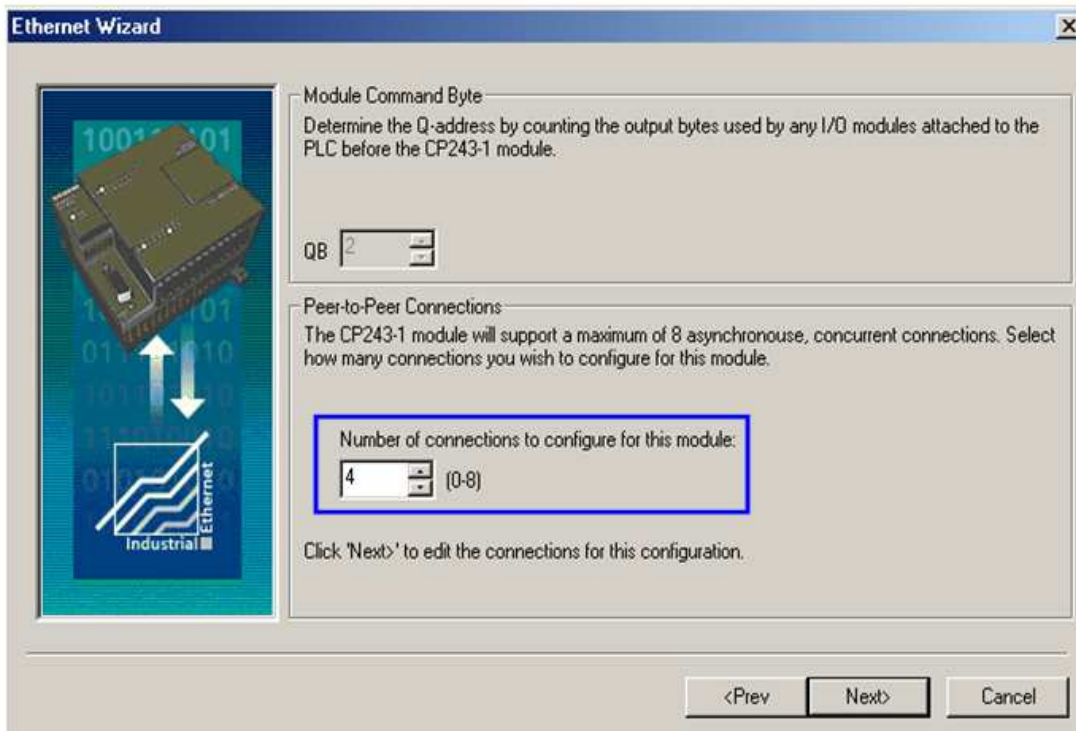 Ethernet Wizard
Module Command Byte
Determine the Q-address by counting the output bytes used by any I/O modules attached to the
PLC before the CP243-1 module.
QB 2
Peer-to-Peer Connections
The CP243-1 module will support a maximum of 8 asynchronouse, concurrent connections. Select
how many connections you wish to configure for this module.
Number of connections to configure for this module:
4 (0-8)
Click 'Next>' to edit the connections for this configuration.
Industrial
Ethernet
<Prev Next> Cancel